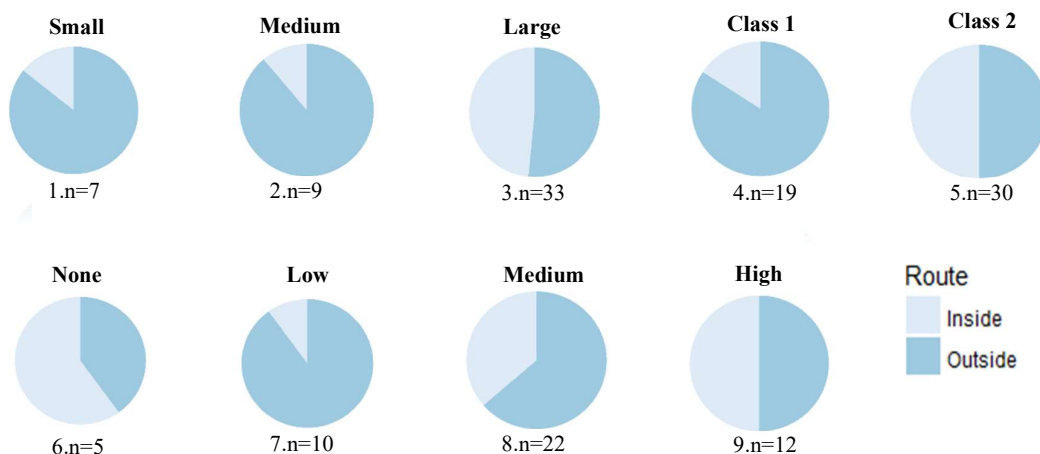 Small
Medium
Large
Class 1
Class 2
1.n=7
2.n=9
3.n=33
4.n=19
5.n=30
None
Low
Medium
High
Route
Inside
Outside
6.n=5
7.n=10
8.n=22
9.n=12